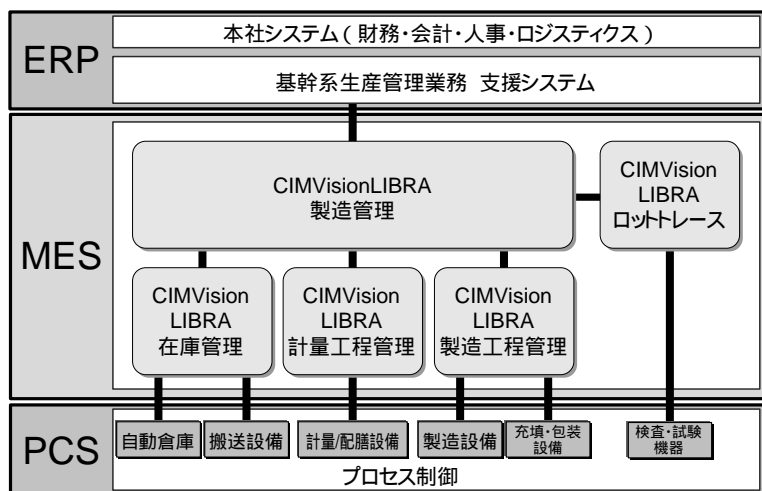 ERP
本社システム(財務・会計・人事・ロジスティクス)
基幹系生産管理業務 支援システム
MES
CIMVisionLIBRA
製造管理
CIMVision
LIBRA
ロットトレース
CIMVision
LIBRA
在庫管理
CIMVision
LIBRA
計量工程管理
CIMVision
LIBRA
製造工程管理
PCS
自動倉庫
搬送設備
計量/配膳設備
製造設備
充填・包装
設備
検査・試験
機器
プロセス制御